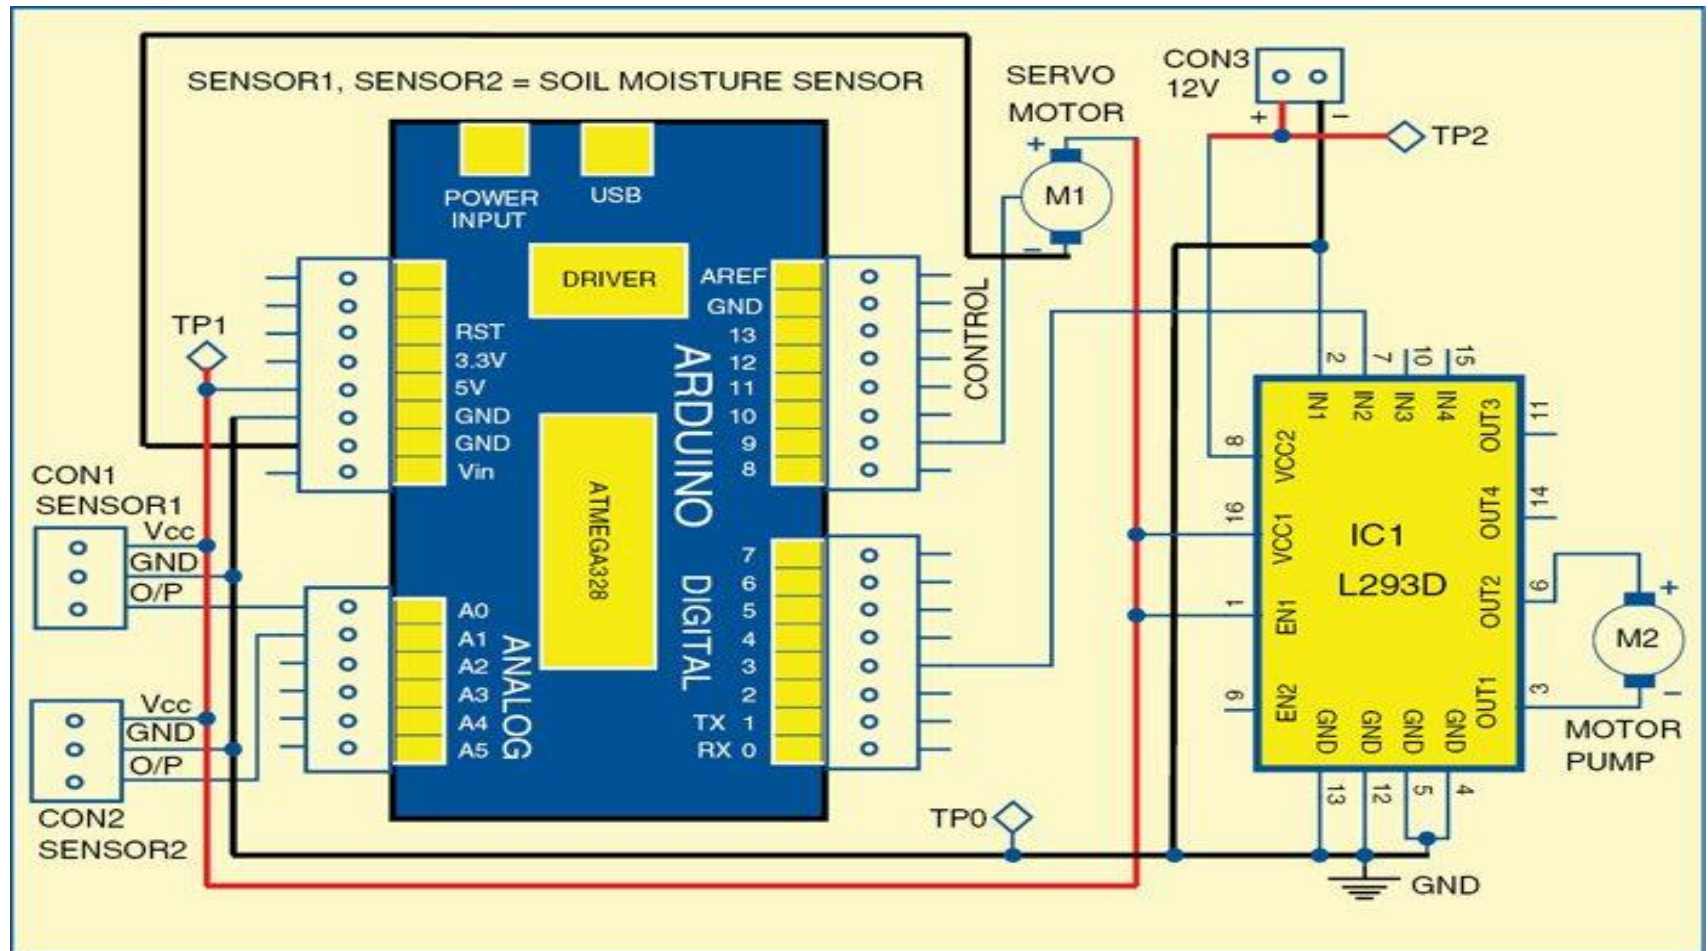 SENSOR1, SENSOR2 = SOIL MOISTURE SENSOR
SERVO
MOTOR
+
M1
−
CON3
12V
+
−
TP2
POWER
INPUT
USB
DRIVER
ARDUINO
ATMEGA328
TP1
RST
3.3V
5V
GND
GND
Vin
AREF
GND
13
12
11
10
9
8
CONTROL
CON1
SENSOR1
Vcc
GND
O/P
CON2
SENSOR2
Vcc
GND
O/P
A0
A1
A2
A3
A4
A5
ANALOG
DIGITAL
7
6
5
4
3
2
TX 1
RX 0
TP0
2
7
10
15
IN1
IN2
IN3
IN4
8
VCC2
16
VCC1
1
EN1
9
EN2
OUT3
11
OUT4
14
OUT2
6
OUT1
3
IC1
L293D
GND
GND
GND
GND
13
12
5
4
GND
+
M2
−
MOTOR
PUMP